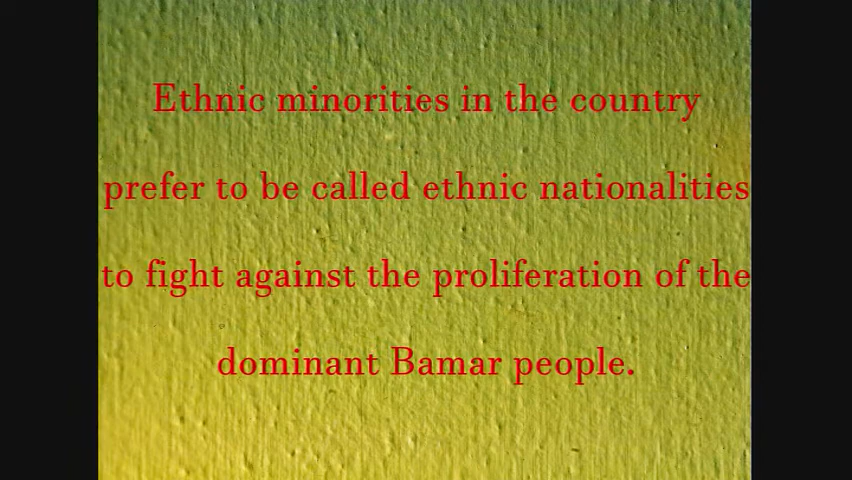 Ethnic minorities in the country
prefer to be called ethnic nationalities
to fight against the proliferation of the
dominant Bamar people.